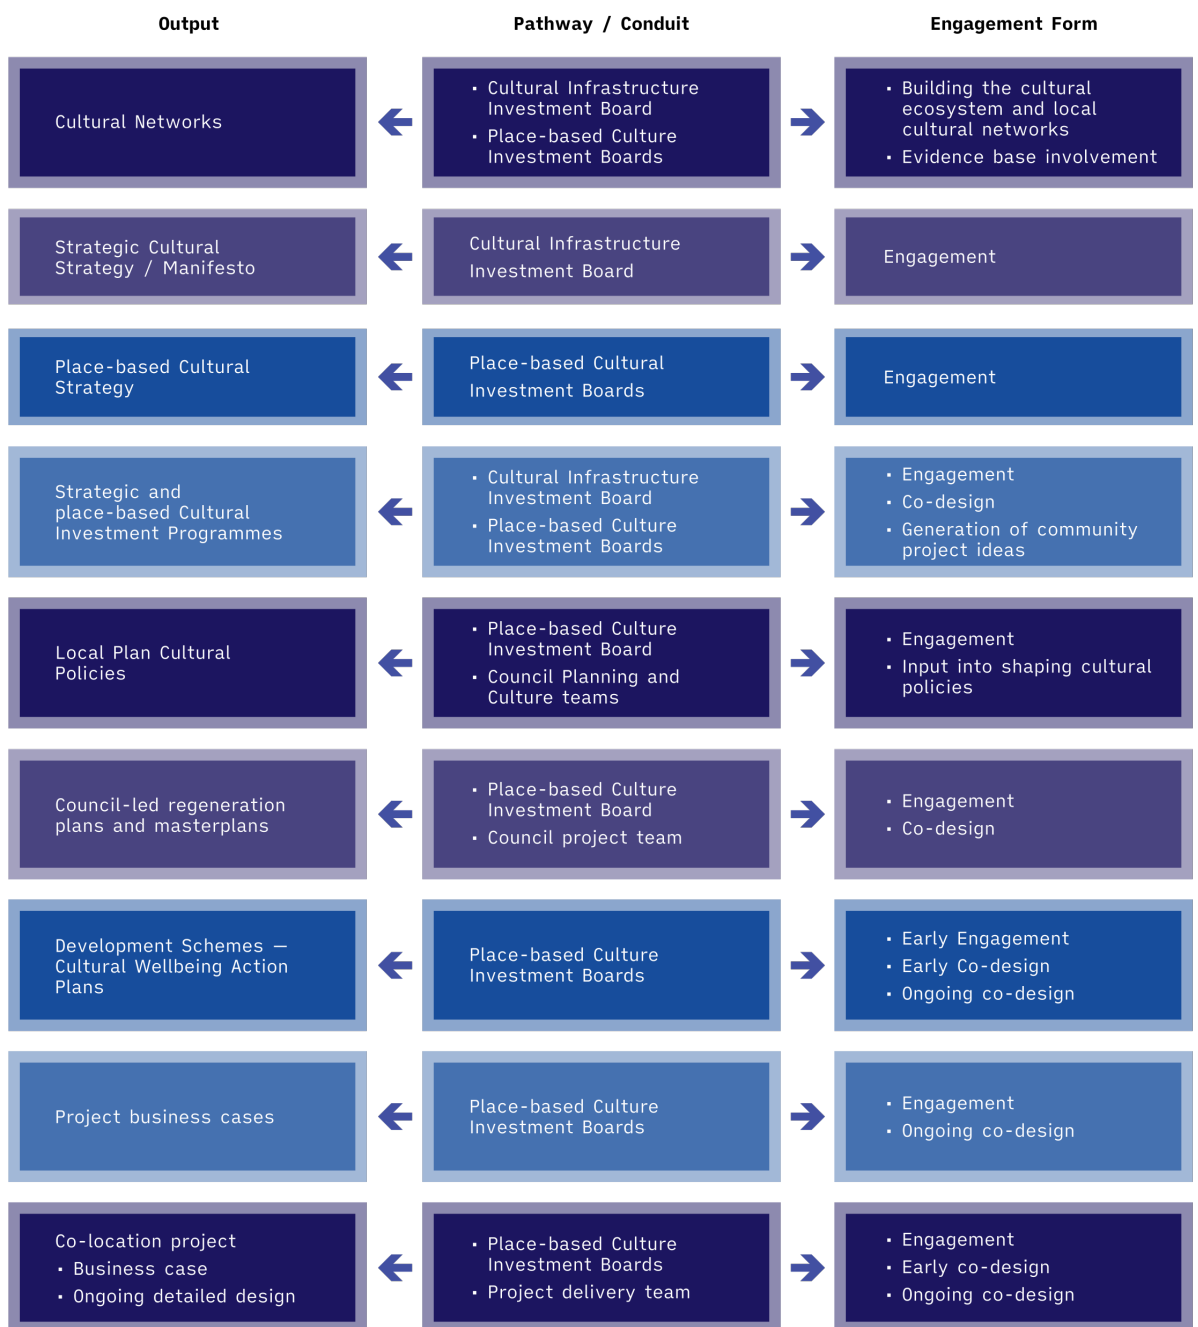 Output
Pathway / Conduit
Engagement Form
Cultural Networks
▪ Cultural Infrastructure
Investment Board
▪ Place-based Culture
Investment Boards
▪ Building the cultural
ecosystem and local
cultural networks
▪ Evidence base involvement
Strategic Cultural
Strategy / Manifesto
Cultural Infrastructure
Investment Board
Engagement
Place-based Cultural
Strategy
Place-based Cultural
Investment Boards
Engagement
Strategic and
place-based Cultural
Investment Programmes
▪ Cultural Infrastructure
Investment Board
▪ Place-based Culture
Investment Boards
▪ Engagement
▪ Co-design
▪ Generation of community
project ideas
Local Plan Cultural
Policies
▪ Place-based Culture
Investment Board
▪ Council Planning and
Culture teams
▪ Engagement
▪ Input into shaping cultural
policies
Council-led regeneration
plans and masterplans
▪ Place-based Culture
Investment Board
▪ Council project team
▪ Engagement
▪ Co-design
Development Schemes —
Cultural Wellbeing Action
Plans
Place-based Culture
Investment Boards
▪ Early Engagement
▪ Early Co-design
▪ Ongoing co-design
Project business cases
Place-based Culture
Investment Boards
▪ Engagement
▪ Ongoing co-design
Co-location project
▪ Business case
▪ Ongoing detailed design
▪ Place-based Culture
Investment Boards
▪ Project delivery team
▪ Engagement
▪ Early co-design
▪ Ongoing co-design